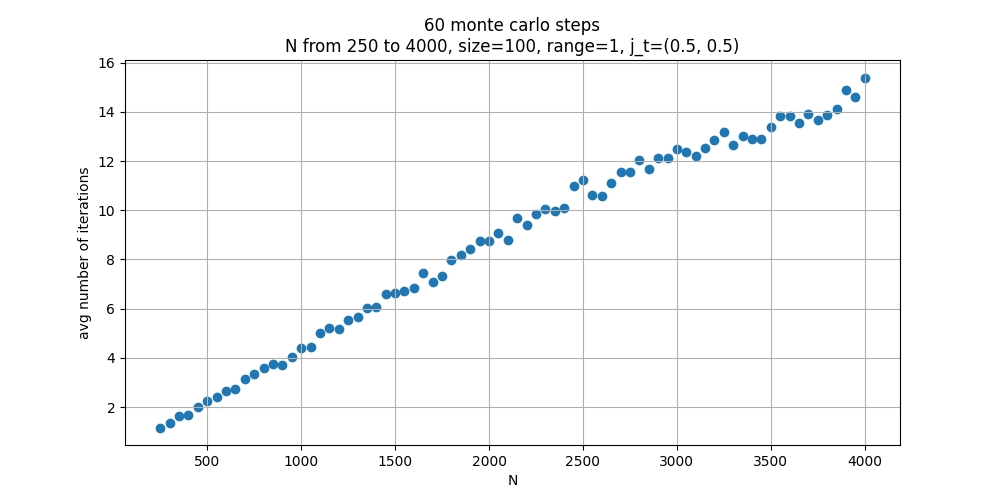 60 monte carlo steps
N from 250 to 4000, size=100, range=1, j_t=(0.5, 0.5)
16
14
12
10
8
6
4
2
avg number of iterations
500 1000 1500 2000 2500 3000 3500 4000
N